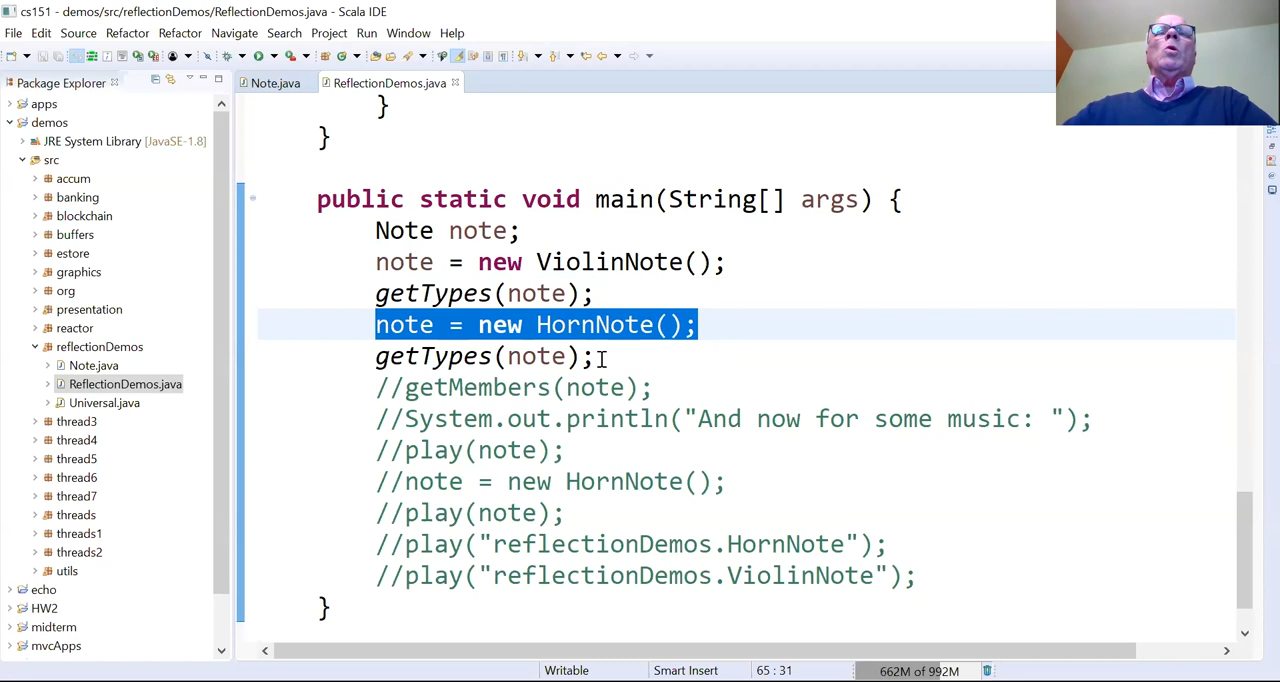 cs151 - demos/src/reflectionDemos/ReflectionDemos.java - Scala IDE
File Edit Source Refactor Refactor Navigate Search Project Run Window Help
Package Explorer
Note.java
ReflectionDemos.java
apps
demos
JRE System Library [JavaSE-1.8]
src
accum
banking
blockchain
buffers
estore
graphics
org
presentation
reactor
reflectionDemos
Note.java
ReflectionDemos.java
Universal.java
thread3
thread4
thread5
thread6
thread7
threads
threads1
threads2
utils
echo
HW2
midterm
mvcApps
}
}
public static void main(String[] args) {
Note note;
note = new ViolinNote();
getTypes(note);
note = new HornNote();
getTypes(note);
//getMembers(note);
//System.out.println("And now for some music: ");
//play(note);
//note = new HornNote();
//play(note);
//play("reflectionDemos.HornNote");
//play("reflectionDemos.ViolinNote");
}
Writable
Smart Insert
65 : 31
662M of 992M